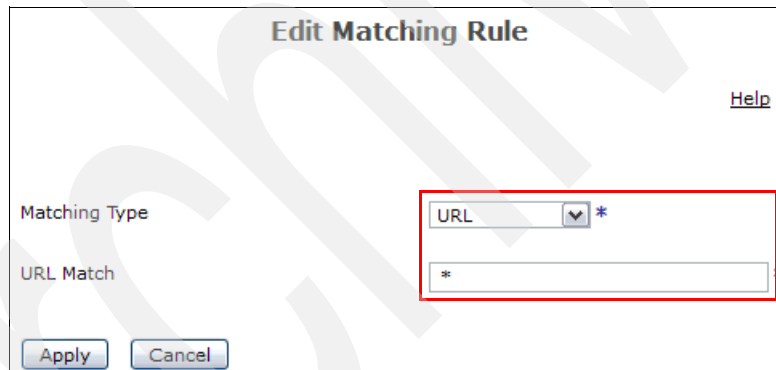 Edit Matching Rule
Help
Matching Type URL *
URL Match *
Apply Cancel